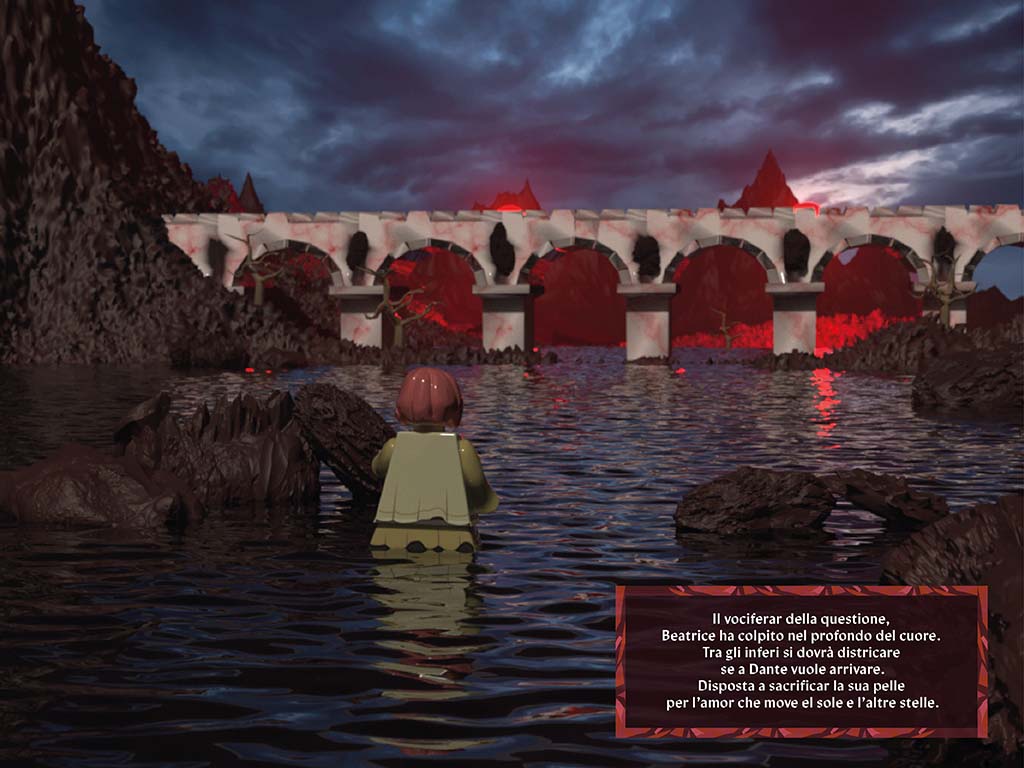 Il vociferar della questione,
Beatrice ha colpito nel profondo del cuore.
Tra gli inferi si dovrà districare
se a Dante vuole arrivare.
Disposta a sacrificar la sua pelle
per l'amor che move el sole e l'altre stelle.